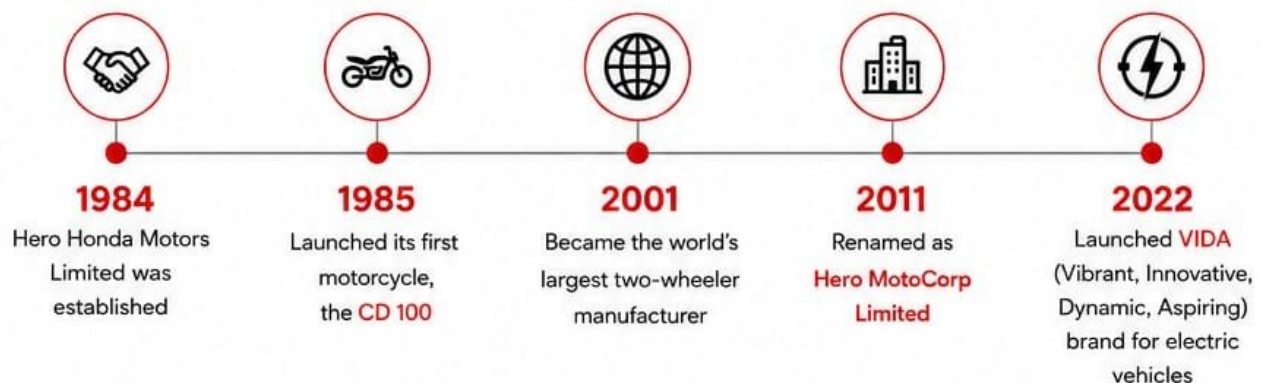 1984
Hero Honda Motors
Limited was
established
1985
Launched its first
motorcycle,
the CD 100
2001
Became the world's
largest two-wheeler
manufacturer
2011
Renamed as
Hero MotoCorp
Limited
2022
Launched VIDA
(Vibrant, Innovative,
Dynamic, Aspiring)
brand for electric
vehicles